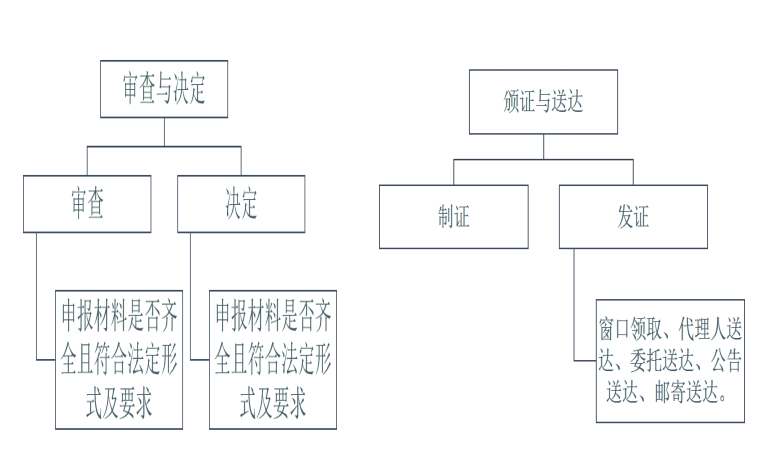 审查与决定
审查
决定
申报材料是否齐
全且符合法定形
式及要求
申报材料是否齐
全且符合法定形
式及要求
颁证与送达
制证
发证
窗口领取、代理人送
达、委托送达、公告
送达、邮寄送达。